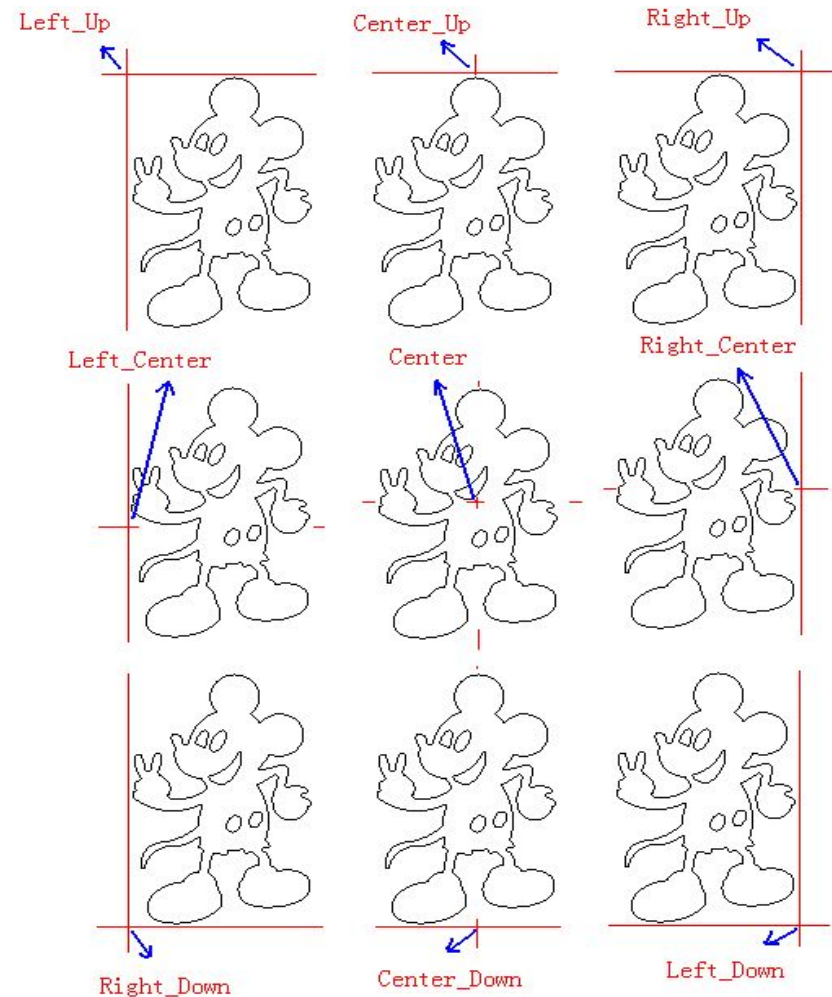 Left_Up
Center_Up
Right_Up
Left_Center
Center
Right_Center
Right_Down
Center_Down
Left_Down